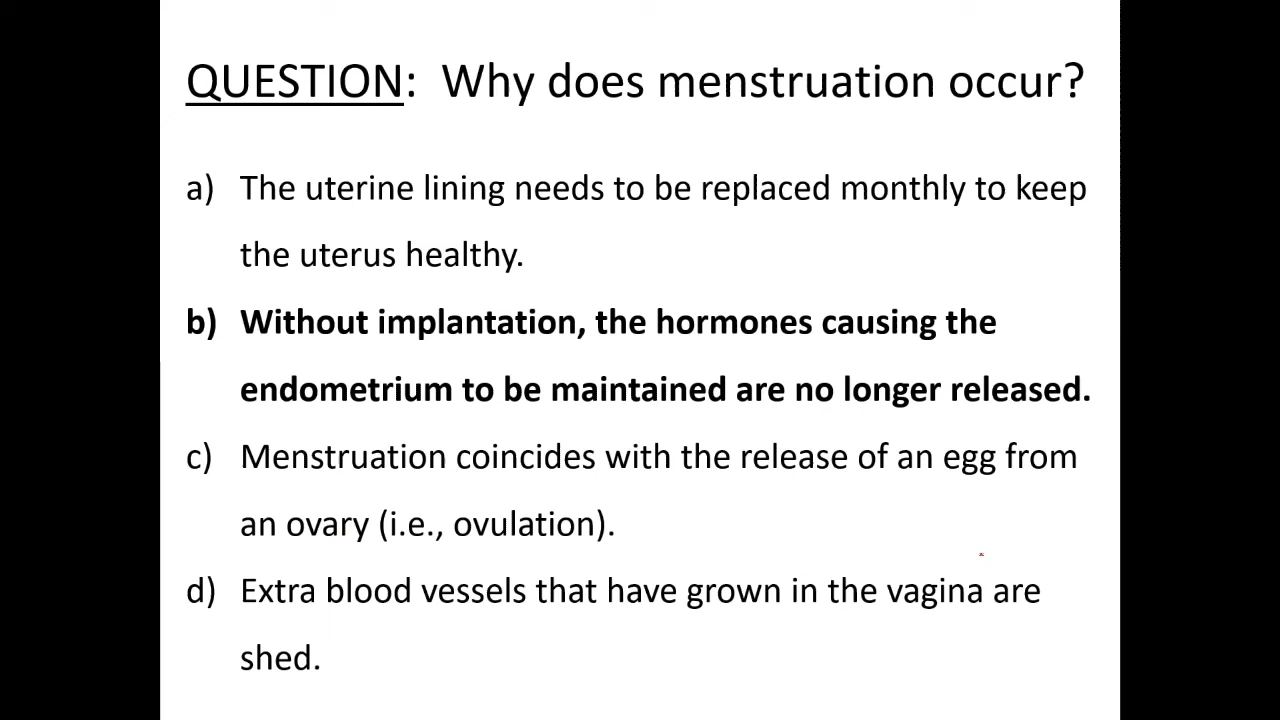 QUESTION: Why does menstruation occur?
a) The uterine lining needs to be replaced monthly to keep
the uterus healthy.
b) Without implantation, the hormones causing the
endometrium to be maintained are no longer released.
c) Menstruation coincides with the release of an egg from
an ovary (i.e., ovulation).
d) Extra blood vessels that have grown in the vagina are
shed.